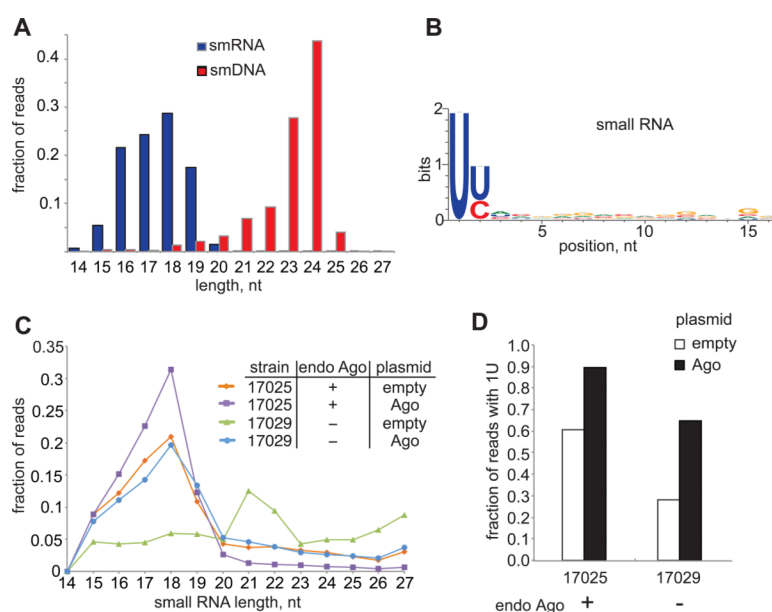 A
smRNA
smDNA
fraction of reads
0.4
0.3
0.2
0.1
14 15 16 17 18 19 20 21 22 23 24 25 26 27
length, nt
B
small RNA
bits
2
1
0
U U
C
5 10 15
position, nt
C
strain endo Ago plasmid
17025 + empty
17025 + Ago
17029 – empty
17029 – Ago
fraction of reads
0.35
0.3
0.25
0.2
0.15
0.1
0.05
0
14 15 16 17 18 19 20 21 22 23 24 25 26 27
small RNA length, nt
D
plasmid
empty
Ago
fraction of reads with 1U
1.0
0.9
0.8
0.7
0.6
0.5
0.4
0.3
0.2
0.1
0.0
17025 17029
endo Ago + -